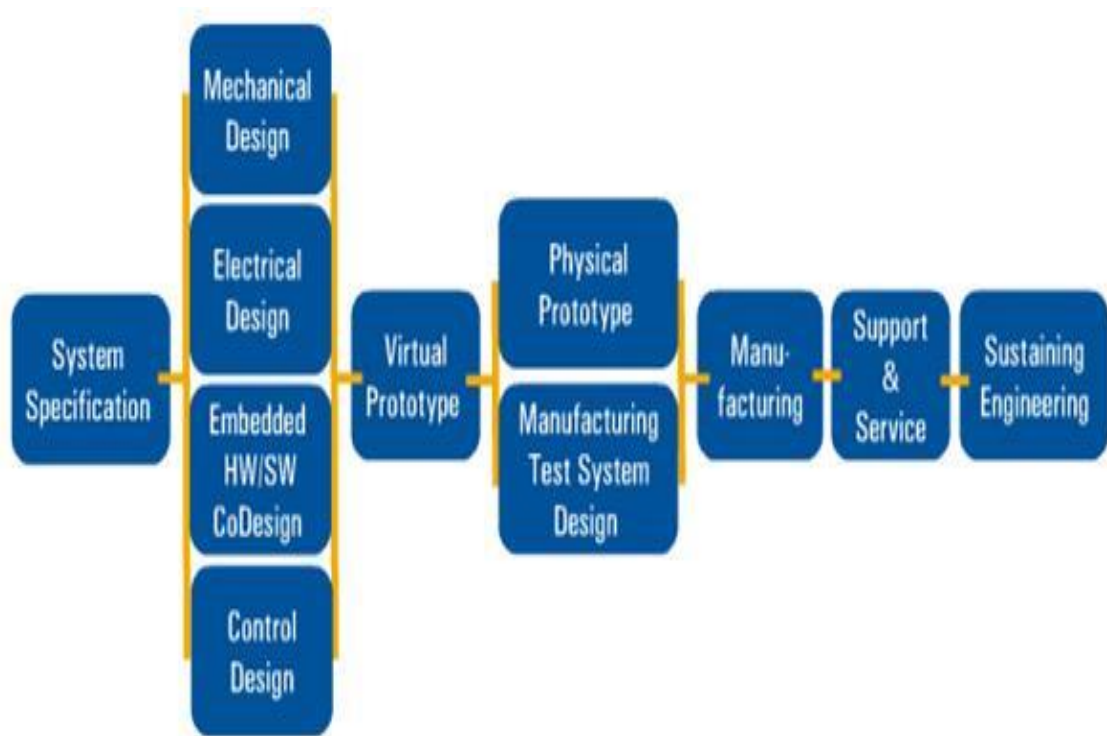 System
Specification
Mechanical
Design
Electrical
Design
Embedded
HW/SW
CoDesign
Control
Design
Virtual
Prototype
Physical
Prototype
Manufacturing
Test System
Design
Manu-
facturing
Support
&
Service
Sustaining
Engineering